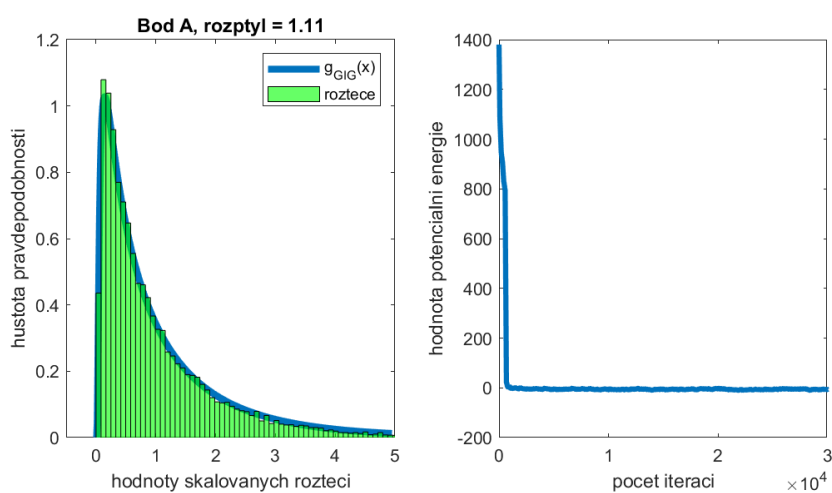 Bod A, rozptyl = 1.11
1.2
1
0.8
0.6
0.4
0.2
0
0 1 2 3 4 5
hustota pravdepodobnosti
hodnoty skalovanych rozteci
g_GIG(x)
roztece
1400
1200
1000
800
600
400
200
0
-200
0 1 2 3
×10^4
hodnota potencialni energie
pocet iteraci